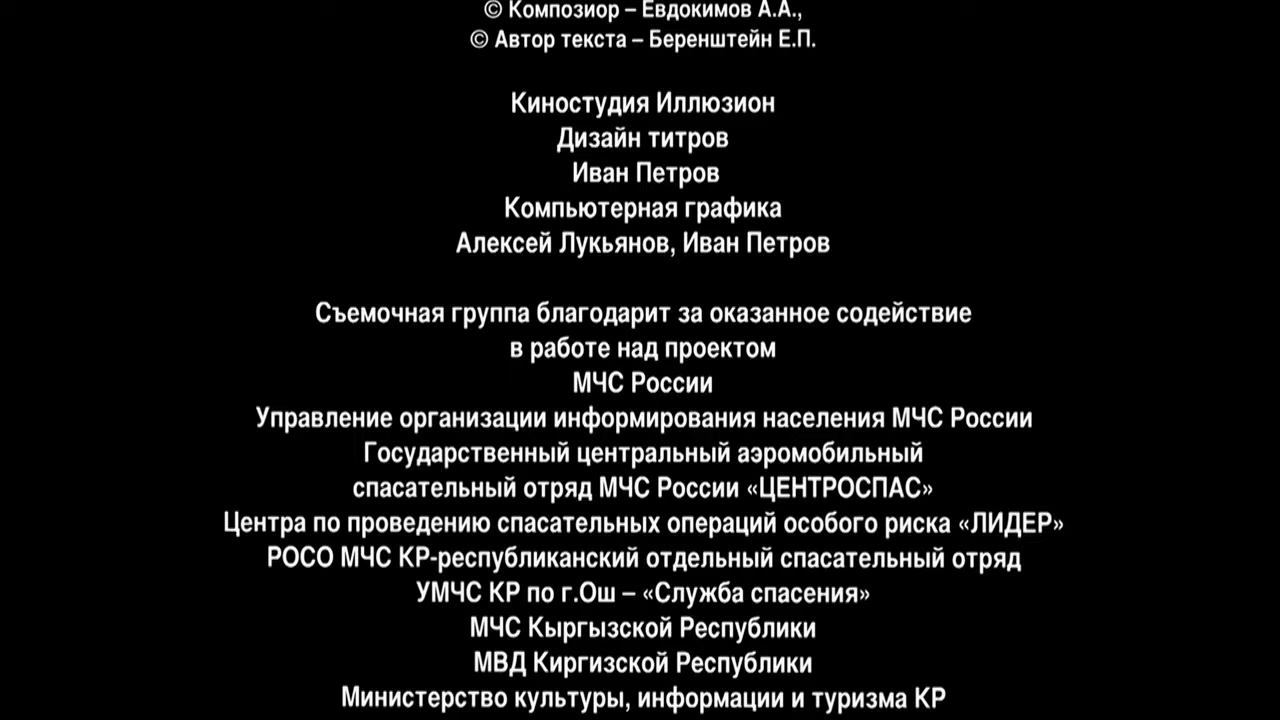 © Композиор – Евдокимов А.А.,
© Автор текста – Беренштейн Е.П.
Киностудия Иллюзион
Дизайн титров
Иван Петров
Компьютерная графика
Алексей Лукьянов, Иван Петров
Съемочная группа благодарит за оказанное содействие
в работе над проектом
МЧС России
Управление организации информирования населения МЧС России
Государственный центральный аэромобильный
спасательный отряд МЧС России «ЦЕНТРОСПАС»
Центра по проведению спасательных операций особого риска «ЛИДЕР»
РОСО МЧС КР-республиканский отдельный спасательный отряд
УМЧС КР по г.Ош – «Служба спасения»
МЧС Кыргызской Республики
МВД Киргизской Республики
Министерство культуры, информации и туризма КР